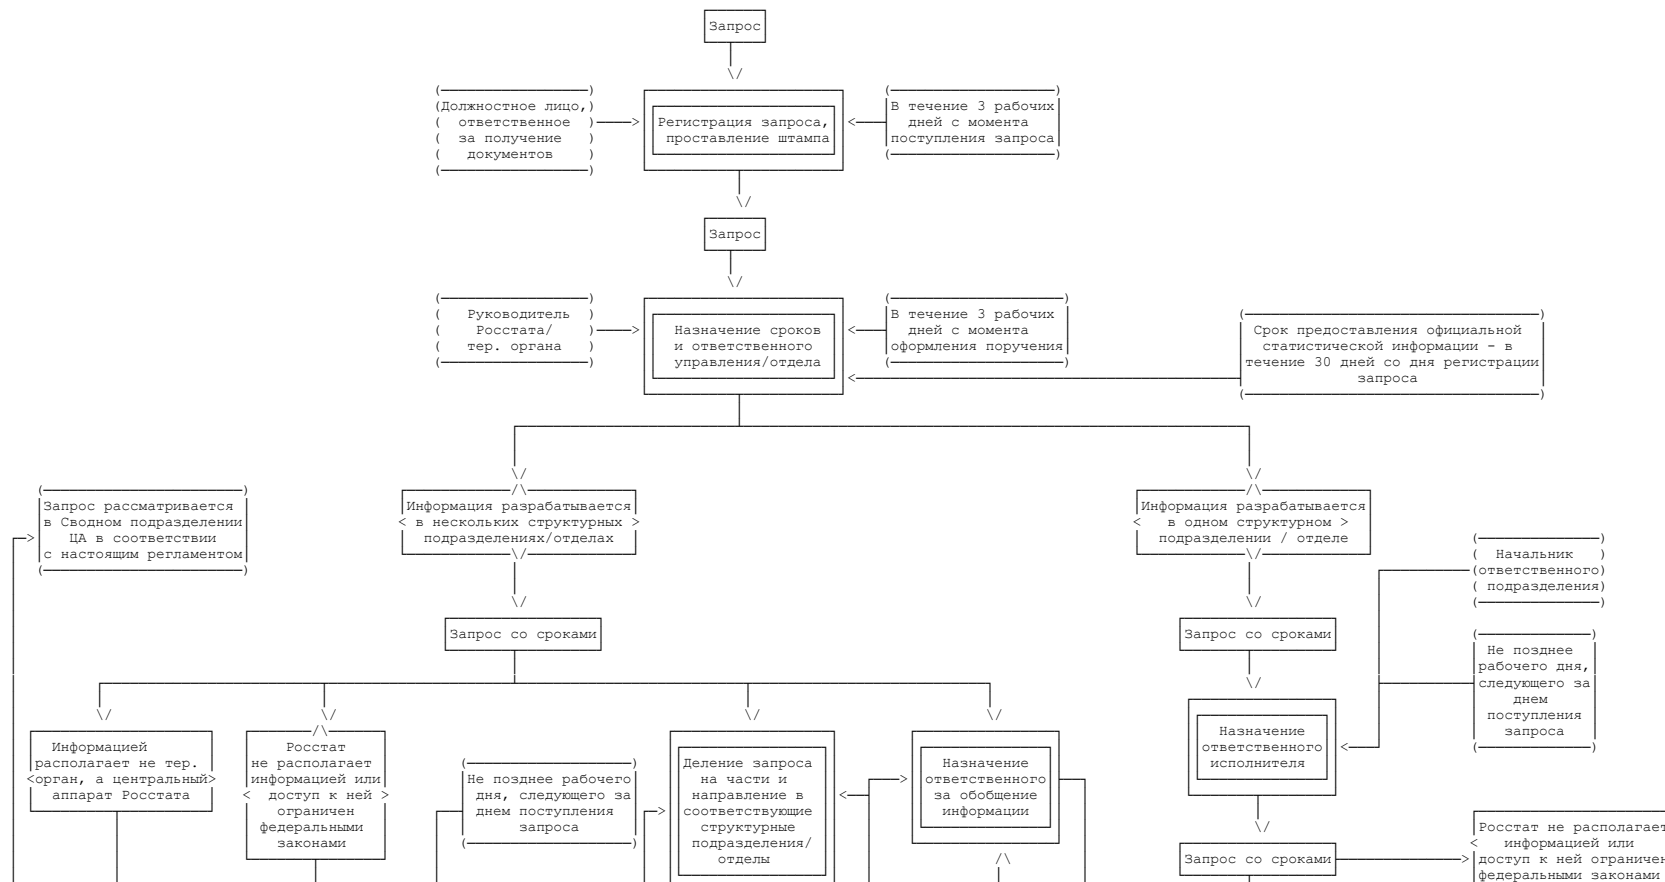 Запрос
Должностное лицо,
ответственное
за получение
документов
Регистрация запроса,
проставление штампа
В течение 3 рабочих
дней с момента
поступления запроса
Запрос
Руководитель
Росстата/
тер. органа
Назначение сроков
и ответственного
управления/отдела
В течение 3 рабочих
дней с момента
оформления поручения
Срок предоставления официальной
статистической информации - в
течение 30 дней со дня регистрации
запроса
Запрос рассматривается
в Сводном подразделении
ЦА в соответствии
с настоящим регламентом
Информация разрабатывается
в нескольких структурных
подразделениях/отделах
Информация разрабатывается
в одном структурном
подразделении / отделе
Начальник
ответственного
подразделения
Запрос со сроками
Запрос со сроками
Не позднее
рабочего дня,
следующего за
днем
поступления
запроса
Информацией
располагает не тер.
орган, а центральный
аппарат Росстата
Росстат
не располагает
информацией или
доступ к ней
ограничен
федеральными
законами
Не позднее рабочего
дня, следующего за
днем поступления
запроса
Деление запроса
на части и
направление в
соответствующие
структурные
подразделения/
отделы
Назначение
ответственного
за обобщение
информации
Назначение
ответственного
исполнителя
Запрос со сроками
Росстат не располагает
информацией или
доступ к ней ограничен
федеральными законами